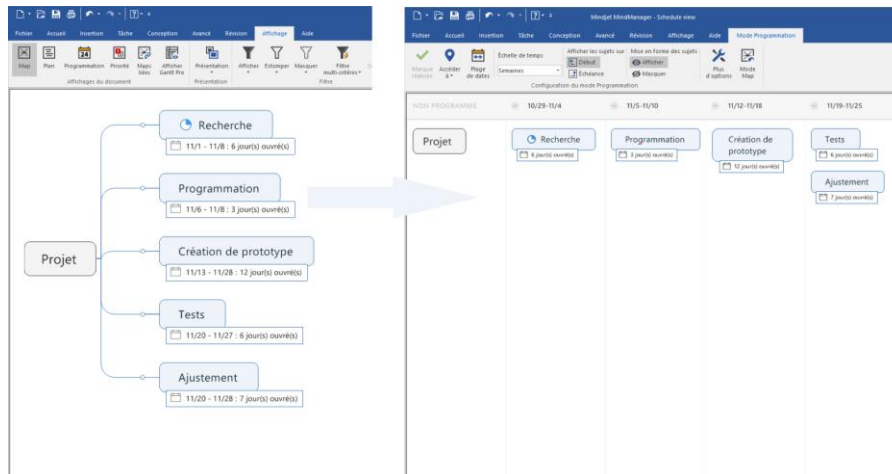 Fichier Accueil Insertion Tâche Conception Avancé Révision Affichage Aide
Map Plan Programmation Priorité Maps liées Afficher Gantt Pro Présentation Afficher Estomper Masquer Filtre multi-critères
Affichages du document Présentation Filtre
Projet
Recherche
11/1 - 11/8 : 6 jour(s) ouvré(s)
Programmation
11/6 - 11/8 : 3 jour(s) ouvré(s)
Création de prototype
11/13 - 11/28 : 12 jour(s) ouvré(s)
Tests
11/20 - 11/27 : 6 jour(s) ouvré(s)
Ajustement
11/20 - 11/28 : 7 jour(s) ouvré(s)
Mindjet MindManager - Schedule view
Fichier Accueil Insertion Tâche Conception Avancé Révision Affichage Aide Mode Programmation
Accéder à
Plage de dates
Échelle de temps
Semaines
Afficher les sujets sur
Début
Échéance
Mise en forme des sujets
Afficher
Masquer
Plus d'options
Mode Map
Configuration du mode Programmation
NON PROGRAMMÉ 10/29-11/4 11/5-11/10 11/12-11/18 11/19-11/25
Projet
Recherche
6 jour(s) ouvré(s)
Programmation
3 jour(s) ouvré(s)
Création de
prototype
12 jour(s) ouvré(s)
Tests
6 jour(s) ouvré(s)
Ajustement
7 jour(s) ouvré(s)